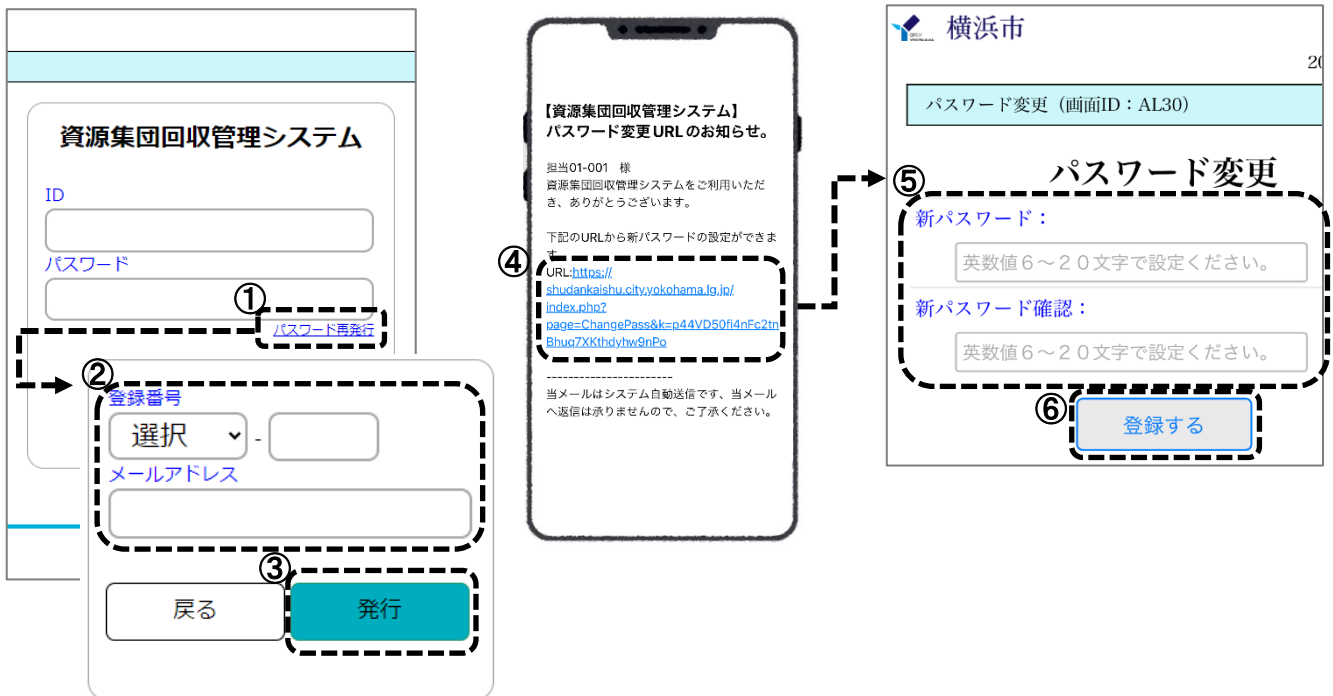 資源集団回収管理システム
ID
パスワード
①
パスワード再発行
②
登録番号
選択
-
メールアドレス
③
戻る
発行
【資源集団回収管理システム】
パスワード変更URLのお知らせ。
担当01-001　様
資源集団回収管理システムをご利用いただ
き、ありがとうございます。
下記のURLから新パスワードの設定ができま
す
④
URL:https://
shudankaishu.city.yokohama.lg.jp/
index.php?
page=ChangePass&k=p44VD50fi4nFc2tn
Bhuq7XKthdyhw9nPo
-----------------------
当メールはシステム自動送信です、当メール
へ返信は承りませんので、ご了承ください。
横浜市
20
パスワード変更（画面ID：AL30）
パスワード変更
⑤
新パスワード：
英数値６～２０文字で設定ください。
新パスワード確認：
英数値６～２０文字で設定ください。
⑥
登録する